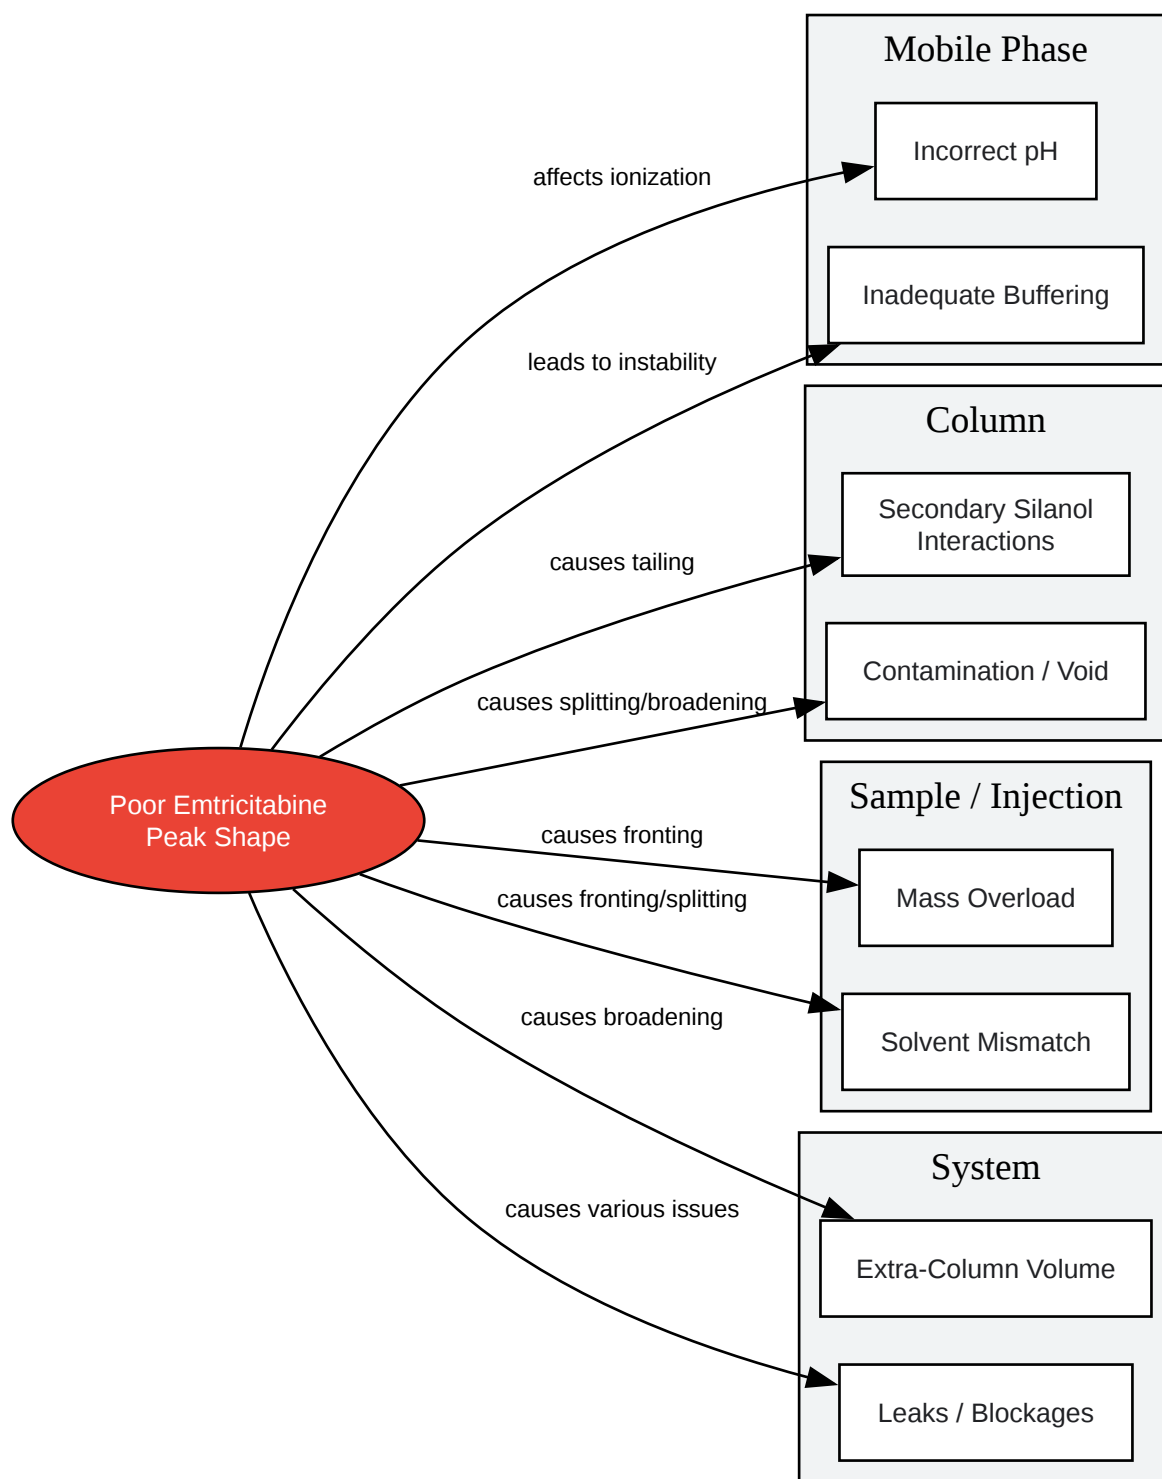 Mobile Phase
Incorrect pH
affects ionization
Inadequate Buffering
leads to instability
Column
Secondary Silanol
Interactions
causes tailing
Contamination / Void
causes splitting/broadening
Poor Emtricitabine
Peak Shape
Sample / Injection
causes fronting
Mass Overload
causes fronting/splitting
Solvent Mismatch
causes broadening
System
causes various issues
Extra-Column Volume
Leaks / Blockages